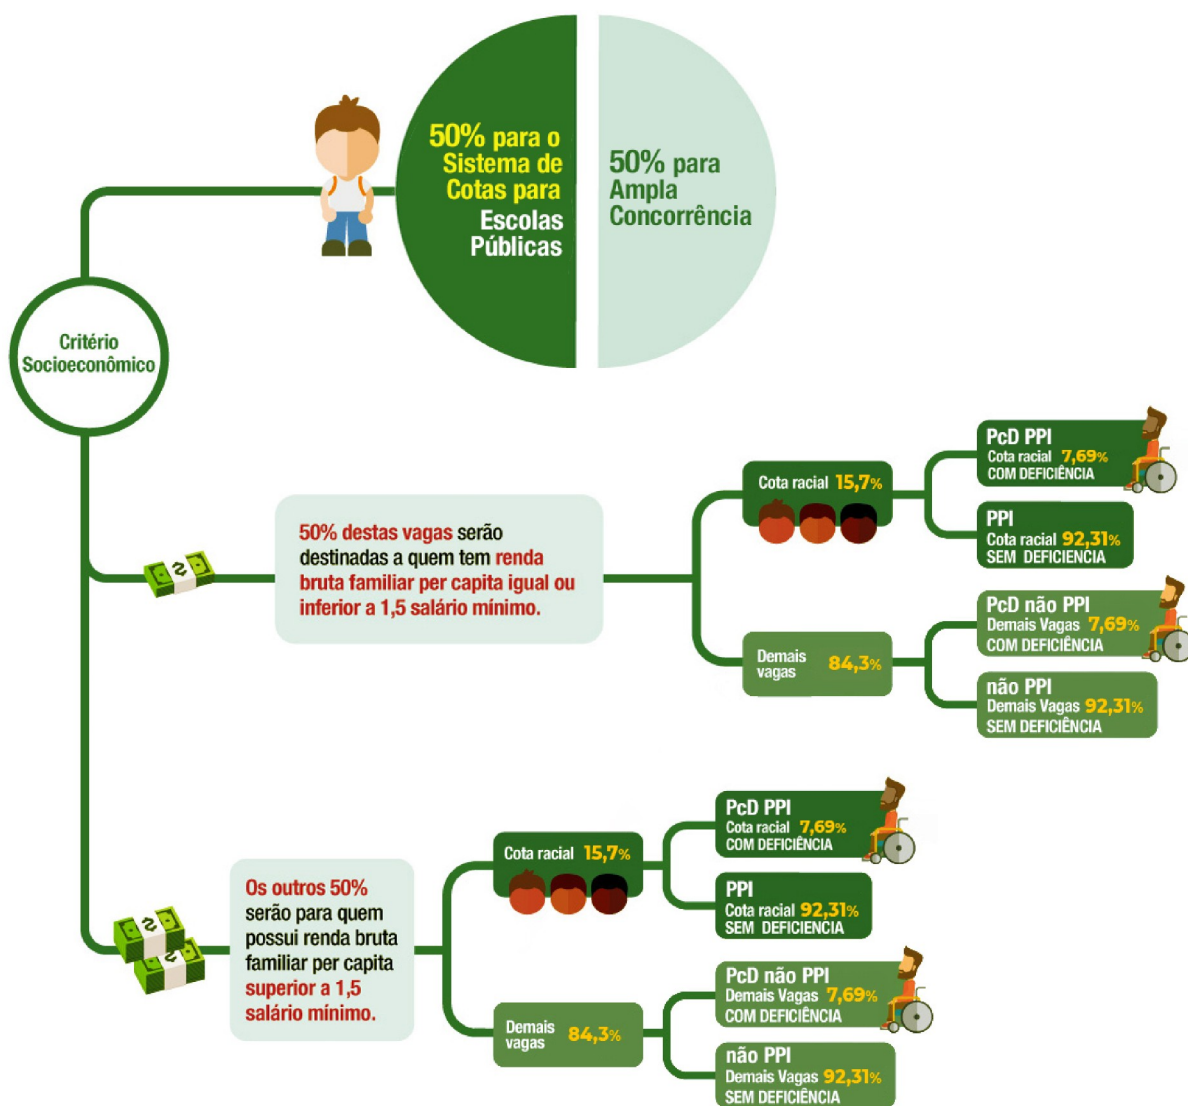 50% para o
Sistema de
Cotas para
Escolas
Públicas
50% para
Ampla
Concorrência
Critério
Socioeconômico
50% destas vagas serão
destinadas a quem tem renda
bruta familiar per capita igual ou
inferior a 1,5 salário mínimo.
Cota racial 15,7%
PcD PPI
Cota racial 7,69%
COM DEFICIÊNCIA
PPI
Cota racial 92,31%
SEM DEFICIENCIA
Demais
vagas 84,3%
PcD não PPI
Demais Vagas 7,69%
COM DEFICIÊNCIA
não PPI
Demais Vagas 92,31%
SEM DEFICIÊNCIA
Os outros 50%
serão para quem
possui renda bruta
familiar per capita
superior a 1,5
salário mínimo.
Cota racial 15,7%
PcD PPI
Cota racial 7,69%
COM DEFICIÊNCIA
PPI
Cota racial 92,31%
SEM DEFICIENCIA
Demais
vagas 84,3%
PcD não PPI
Demais Vagas 7,69%
COM DEFICIÊNCIA
não PPI
Demais Vagas 92,31%
SEM DEFICIÊNCIA